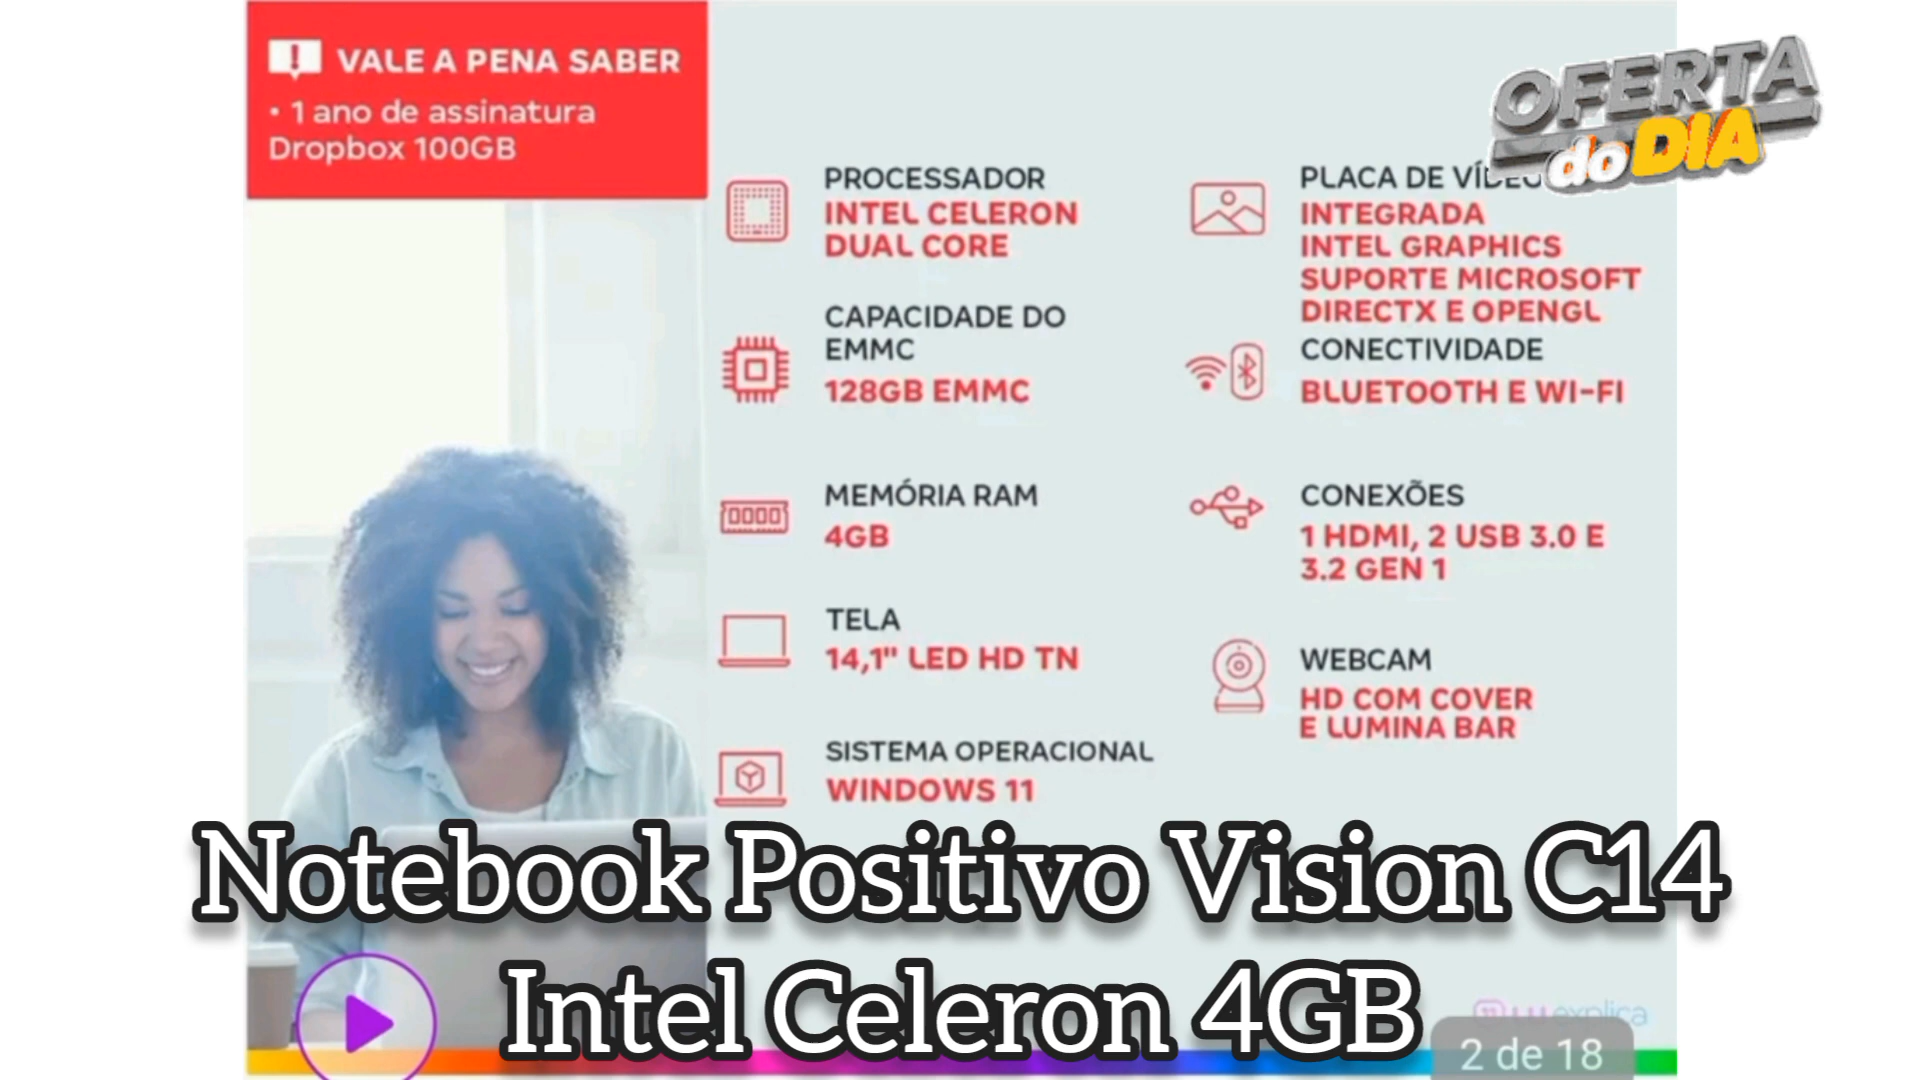 ! VALE A PENA SABER
• 1 ano de assinatura
Dropbox 100GB
OFERTA
do DIA
PROCESSADOR
INTEL CELERON
DUAL CORE
CAPACIDADE DO
EMMC
128GB EMMC
MEMÓRIA RAM
4GB
TELA
14,1" LED HD TN
SISTEMA OPERACIONAL
WINDOWS 11
PLACA DE VÍDEO
INTEGRADA
INTEL GRAPHICS
SUPORTE MICROSOFT
DIRECTX E OPENGL
CONECTIVIDADE
BLUETOOTH E WI-FI
CONEXÕES
1 HDMI, 2 USB 3.0 E
3.2 GEN 1
WEBCAM
HD COM COVER
E LUMINA BAR
Notebook Positivo Vision C14
Intel Celeron 4GB
explica
2 de 18